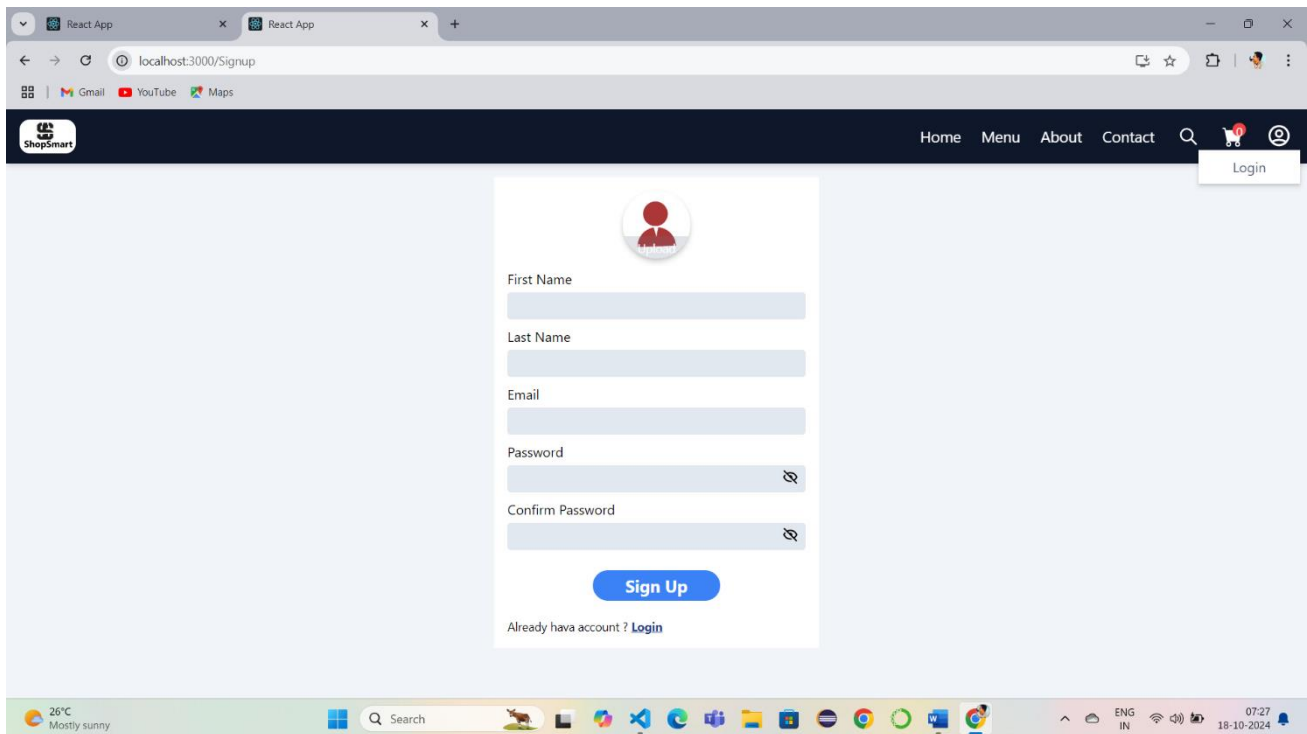 React App
React App
localhost:3000/Signup
Gmail
YouTube
Maps
ShopSmart
Home
Menu
About
Contact
0
Login
Upload
First Name
Last Name
Email
Password
Confirm Password
Sign Up
Already hava account ? Login
26°C
Mostly sunny
Search
ENG
IN
07:27
18-10-2024